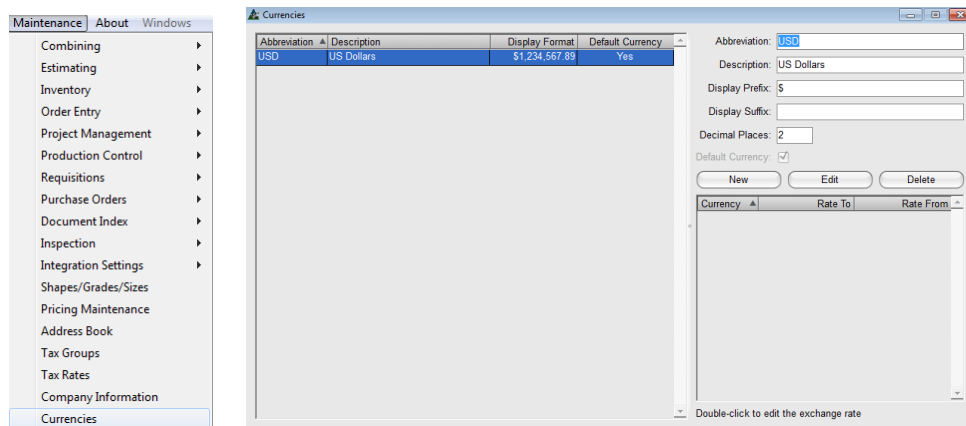 Maintenance About Windows
Combining
Estimating
Inventory
Order Entry
Project Management
Production Control
Requisitions
Purchase Orders
Document Index
Inspection
Integration Settings
Shapes/Grades/Sizes
Pricing Maintenance
Address Book
Tax Groups
Tax Rates
Company Information
Currencies
Currencies
Abbreviation Description Display Format Default Currency
USD US Dollars $1,234,567.89 Yes
Abbreviation: USD
Description: US Dollars
Display Prefix: $
Display Suffix:
Decimal Places: 2
Default Currency:
New Edit Delete
Currency Rate To Rate From
Double-click to edit the exchange rate